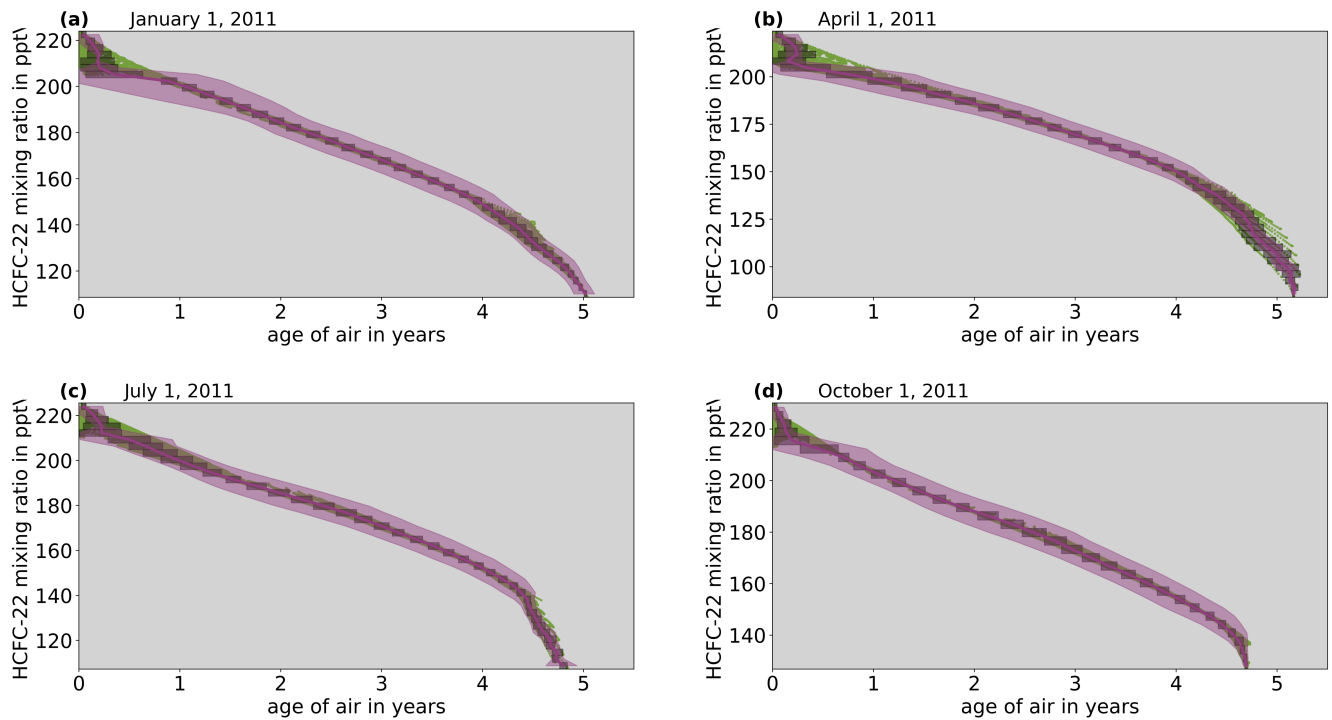 (a) January 1, 2011
HCFC-22 mixing ratio in ppt\
220
200
180
160
140
120
0 1 2 3 4 5
age of air in years
(b) April 1, 2011
HCFC-22 mixing ratio in ppt\
200
175
150
125
100
0 1 2 3 4 5
age of air in years
(c) July 1, 2011
HCFC-22 mixing ratio in ppt\
220
200
180
160
140
120
0 1 2 3 4 5
age of air in years
(d) October 1, 2011
HCFC-22 mixing ratio in ppt\
220
200
180
160
140
0 1 2 3 4 5
age of air in years